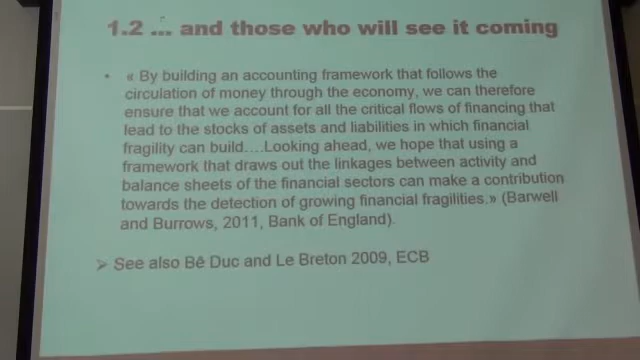 1.2 ... and those who will see it coming
• « By building an accounting framework that follows the
circulation of money through the economy, we can therefore
ensure that we account for all the critical flows of financing that
lead to the stocks of assets and liabilities in which financial
fragility can build....Looking ahead, we hope that using a
framework that draws out the linkages between activity and
balance sheets of the financial sectors can make a contribution
towards the detection of growing financial fragilities.» (Barwell
and Burrows, 2011, Bank of England).
➢ See also Bê Duc and Le Breton 2009, ECB